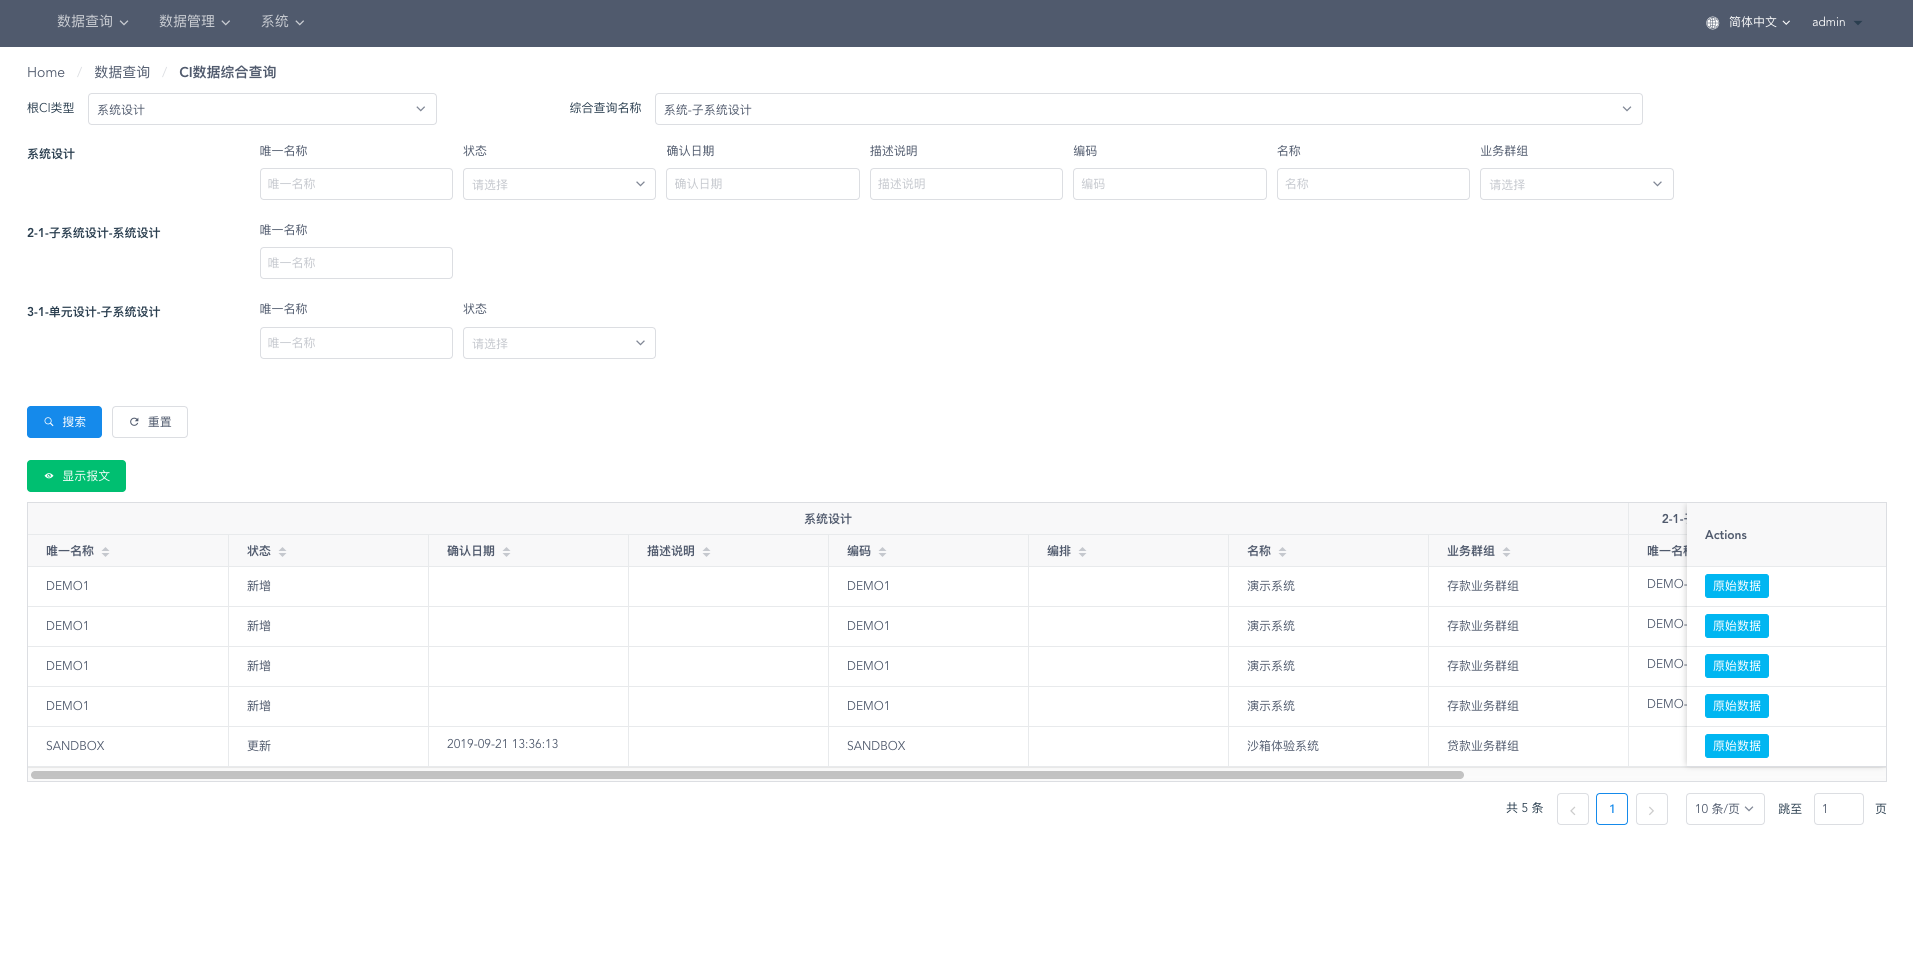 数据查询 数据管理 系统 简体中文 admin
Home / 数据查询 / CI数据综合查询
根CI类型 系统设计 综合查询名称 系统-子系统设计
系统设计 唯一名称 状态 确认日期 描述说明 编码 名称 业务群组
唯一名称 请选择 确认日期 描述说明 编码 名称 请选择
2-1-子系统设计-系统设计 唯一名称
唯一名称
3-1-单元设计-子系统设计 唯一名称 状态
唯一名称 请选择
搜索 重置
显示报文
系统设计 2-1- Actions
唯一名称 状态 确认日期 描述说明 编码 编排 名称 业务群组 唯一名称
DEMO1 新增 DEMO1 演示系统 存款业务群组 DEMO- 原始数据
DEMO1 新增 DEMO1 演示系统 存款业务群组 DEMO- 原始数据
DEMO1 新增 DEMO1 演示系统 存款业务群组 DEMO- 原始数据
DEMO1 新增 DEMO1 演示系统 存款业务群组 DEMO- 原始数据
SANDBOX 更新 2019-09-21 13:36:13 SANDBOX 沙箱体验系统 贷款业务群组 原始数据
共 5 条 1 10 条/页 跳至 1 页